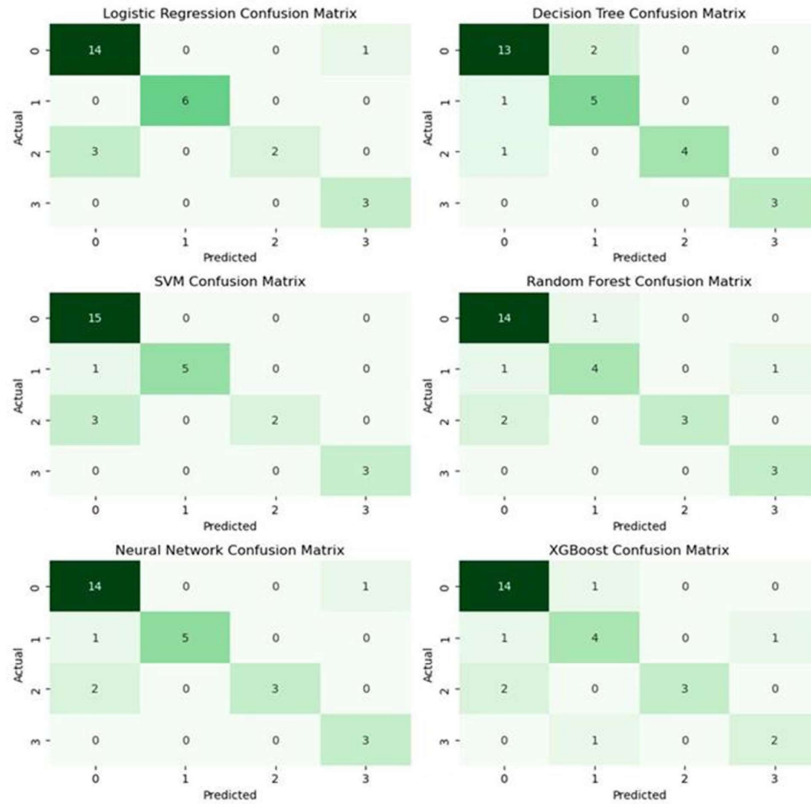 Logistic Regression Confusion Matrix
0 14 0 0 1
1 0 6 0 0
2 3 0 2 0
3 0 0 0 3
Actual
0 1 2 3
Predicted
Decision Tree Confusion Matrix
0 13 2 0 0
1 1 5 0 0
2 1 0 4 0
3 0 0 0 3
Actual
0 1 2 3
Predicted
SVM Confusion Matrix
0 15 0 0 0
1 1 5 0 0
2 3 0 2 0
3 0 0 0 3
Actual
0 1 2 3
Predicted
Random Forest Confusion Matrix
0 14 1 0 0
1 1 4 0 1
2 2 0 3 0
3 0 0 0 3
Actual
0 1 2 3
Predicted
Neural Network Confusion Matrix
0 14 0 0 1
1 1 5 0 0
2 2 0 3 0
3 0 0 0 3
Actual
0 1 2 3
Predicted
XGBoost Confusion Matrix
0 14 1 0 0
1 1 4 0 1
2 2 0 3 0
3 0 1 0 2
Actual
0 1 2 3
Predicted